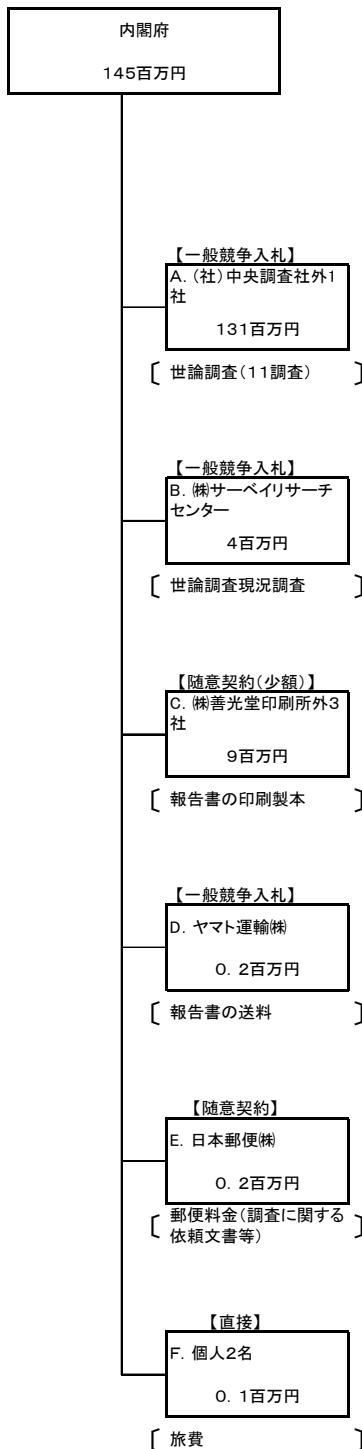 内閣府
145百万円
【一般競争入札】
A. (社)中央調査社外1
社
131百万円
〔 世論調査(11調査) 〕
【一般競争入札】
B. ㈱サーベイリサーチ
センター
4百万円
〔 世論調査現況調査 〕
【随意契約(少額)】
C. ㈱善光堂印刷所外3
社
9百万円
〔 報告書の印刷製本 〕
【一般競争入札】
D. ヤマト運輸㈱
0. 2百万円
〔 報告書の送料 〕
【随意契約】
E. 日本郵便㈱
0. 2百万円
〔 郵便料金(調査に関する
依頼文書等) 〕
【直接】
F. 個人2名
0. 1百万円
〔 旅費 〕